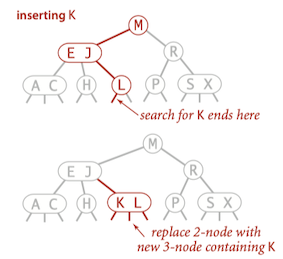 inserting K
M
E J
R
A C
H
L
P
S X
search for K ends here
M
E J
R
A C
H
K L
P
S X
replace 2-node with
new 3-node containing K